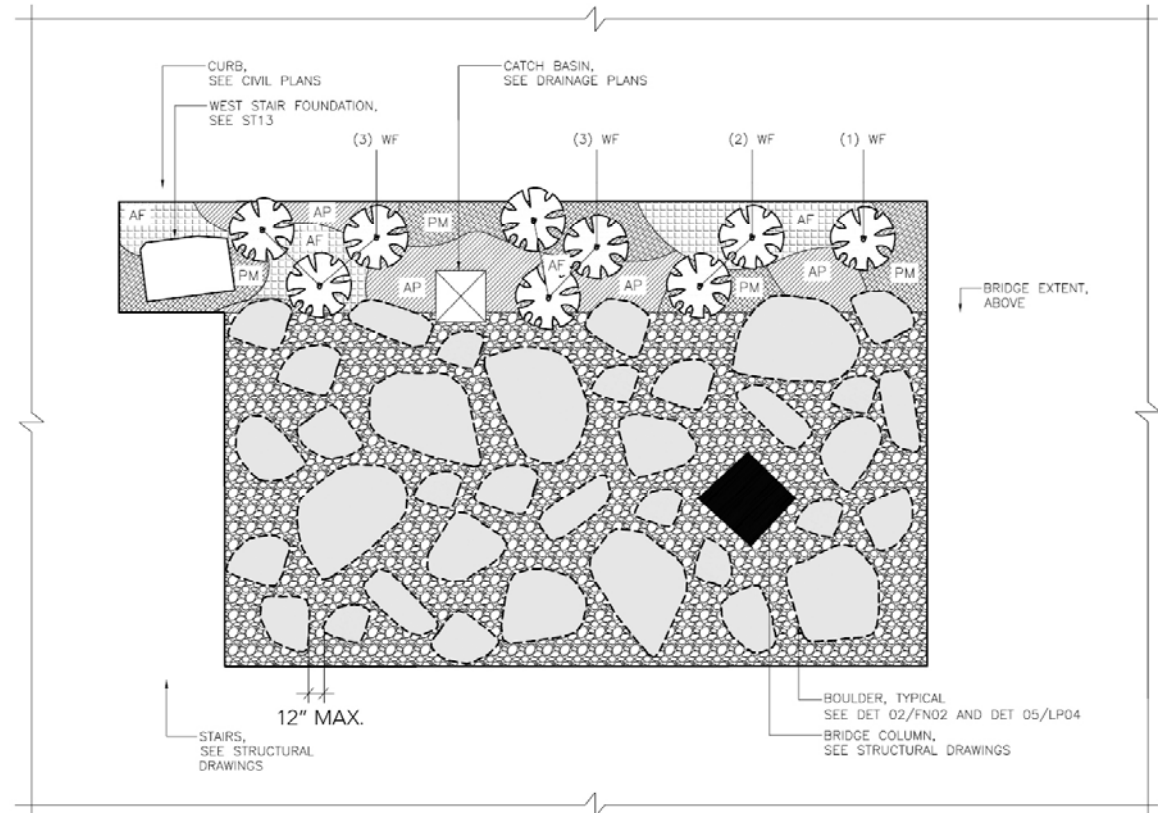 CURB,
SEE CIVIL PLANS
WEST STAIR FOUNDATION,
SEE ST13
CATCH BASIN,
SEE DRAINAGE PLANS
(3) WF
(3) WF
(2) WF
(1) WF
AF
AP
PM
AF
AF
PM
AF
AP
AP
PM
AP
PM
BRIDGE EXTENT,
ABOVE
12" MAX.
STAIRS,
SEE STRUCTURAL
DRAWINGS
BOULDER, TYPICAL
SEE DET 02/FN02 AND DET 05/LP04
BRIDGE COLUMN,
SEE STRUCTURAL DRAWINGS